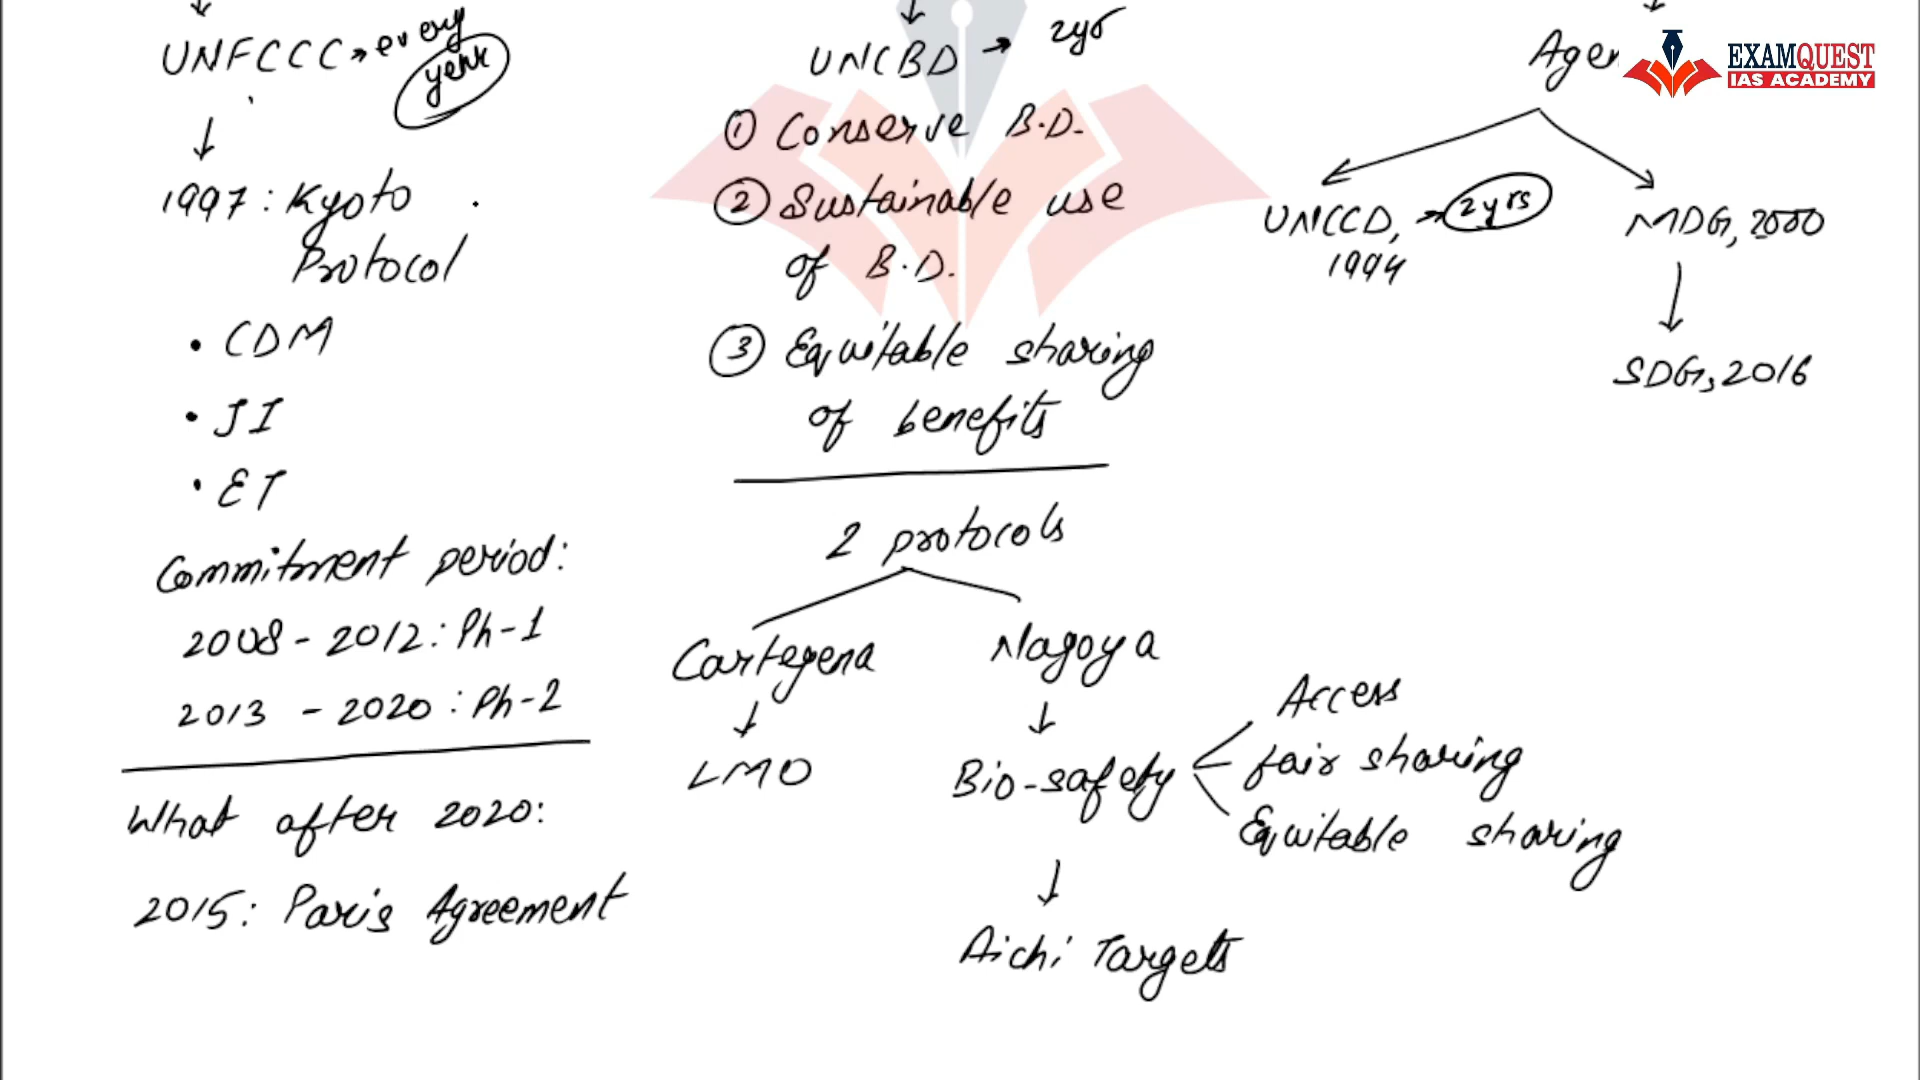 UNFCCC → every
year
↓
1997: Kyoto
Protocol
• CDM
• JI
• ET
Commitment period:
2008 - 2012: Ph-1
2013 - 2020: Ph-2
What after 2020:
2015: Paris Agreement
UNCBD → 2yr
① Conserve B.D.
② Sustainable use
of B.D.
③ Equitable sharing
of benefits
2 protocols
Cartegena
Nagoya
↓
LMO
↓
Bio-safety
Access
fair sharing
Equitable sharing
↓
Aichi Targets
Agen
EXAMQUEST
IAS ACADEMY
UNCCD, → 2yrs
1994
MDG, 2000
↓
SDG, 2016